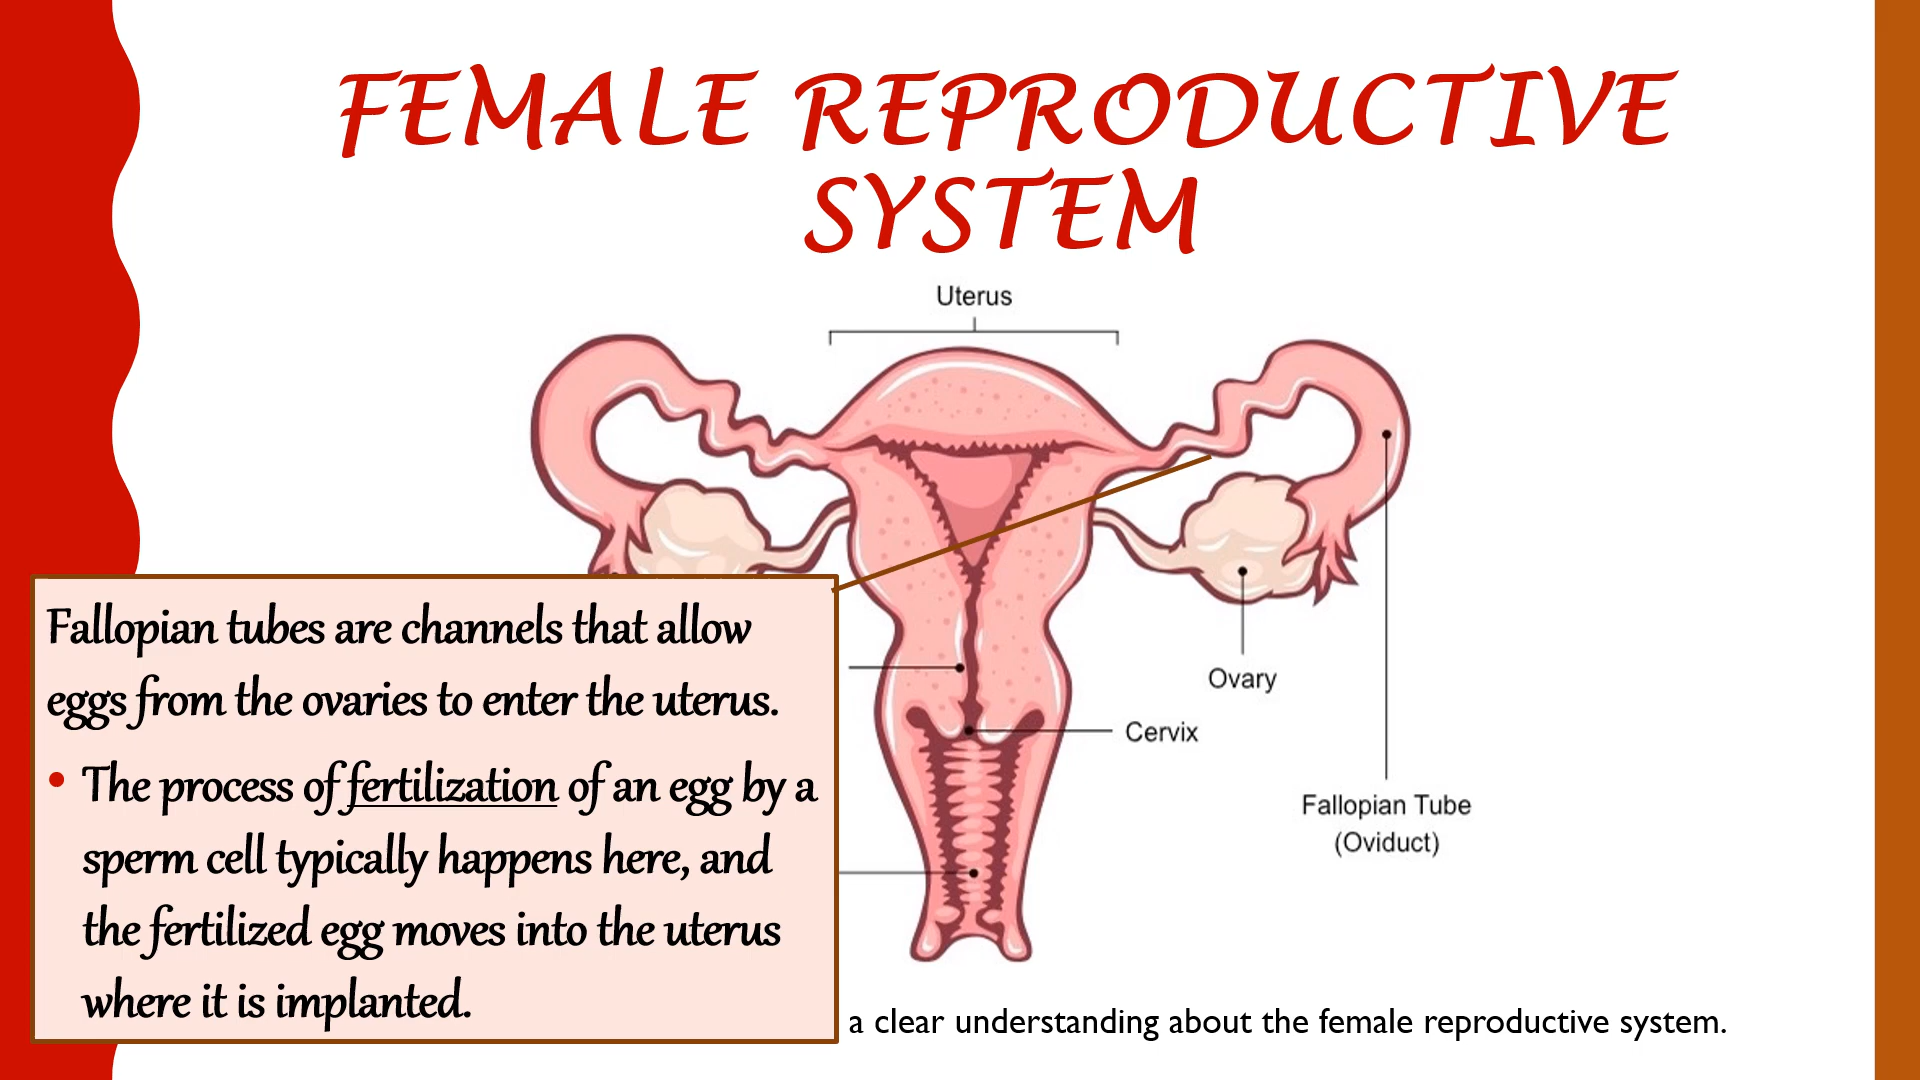 FEMALE REPRODUCTIVE
SYSTEM
Uterus
Fallopian tubes are channels that allow
eggs from the ovaries to enter the uterus.
• The process of fertilization of an egg by a
sperm cell typically happens here, and
the fertilized egg moves into the uterus
where it is implanted.
Ovary
Cervix
Fallopian Tube
(Oviduct)
a clear understanding about the female reproductive system.